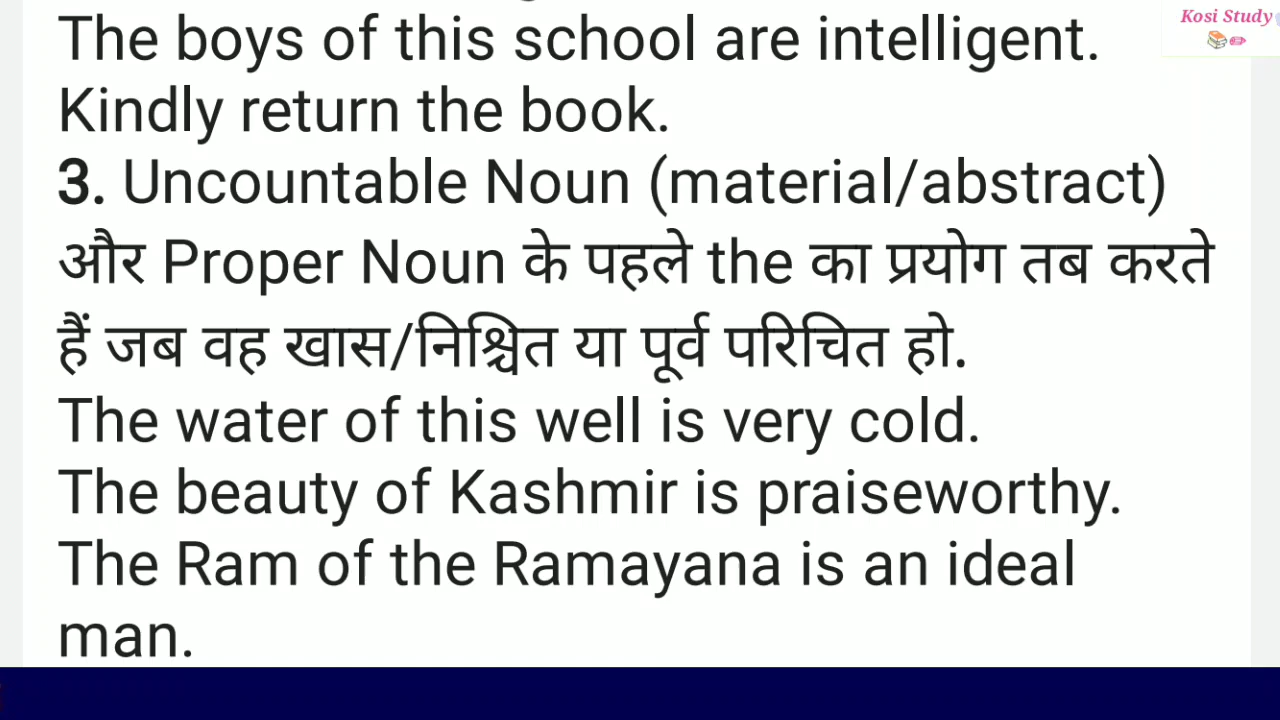 Kosi Study
The boys of this school are intelligent.
Kindly return the book.
3. Uncountable Noun (material/abstract)
और Proper Noun के पहले the का प्रयोग तब करते
हैं जब वह खास/निश्चित या पूर्व परिचित हो.
The water of this well is very cold.
The beauty of Kashmir is praiseworthy.
The Ram of the Ramayana is an ideal
man.